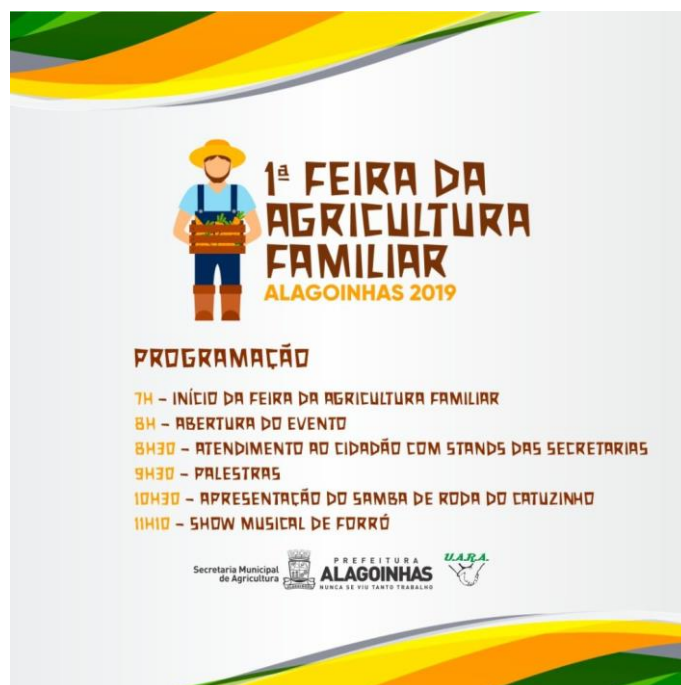 1ª FEIRA DA
AGRICULTURA
FAMILIAR
ALAGOINHAS 2019
PROGRAMAÇÃO
7H – INÍCIO DA FEIRA DA AGRICULTURA FAMILIAR
8H – ABERTURA DO EVENTO
8H30 – ATENDIMENTO AO CIDADÃO COM STANDS DAS SECRETARIAS
9H30 – PALESTRAS
10H30 – APRESENTAÇÃO DO SAMBA DE RODA DO CATUZINHO
11H10 – SHOW MUSICAL DE FORRÓ
Secretaria Municipal
de Agricultura
PREFEITURA
ALAGOINHAS
NUNCA SE VIU TANTO TRABALHO
U.A.R.A.